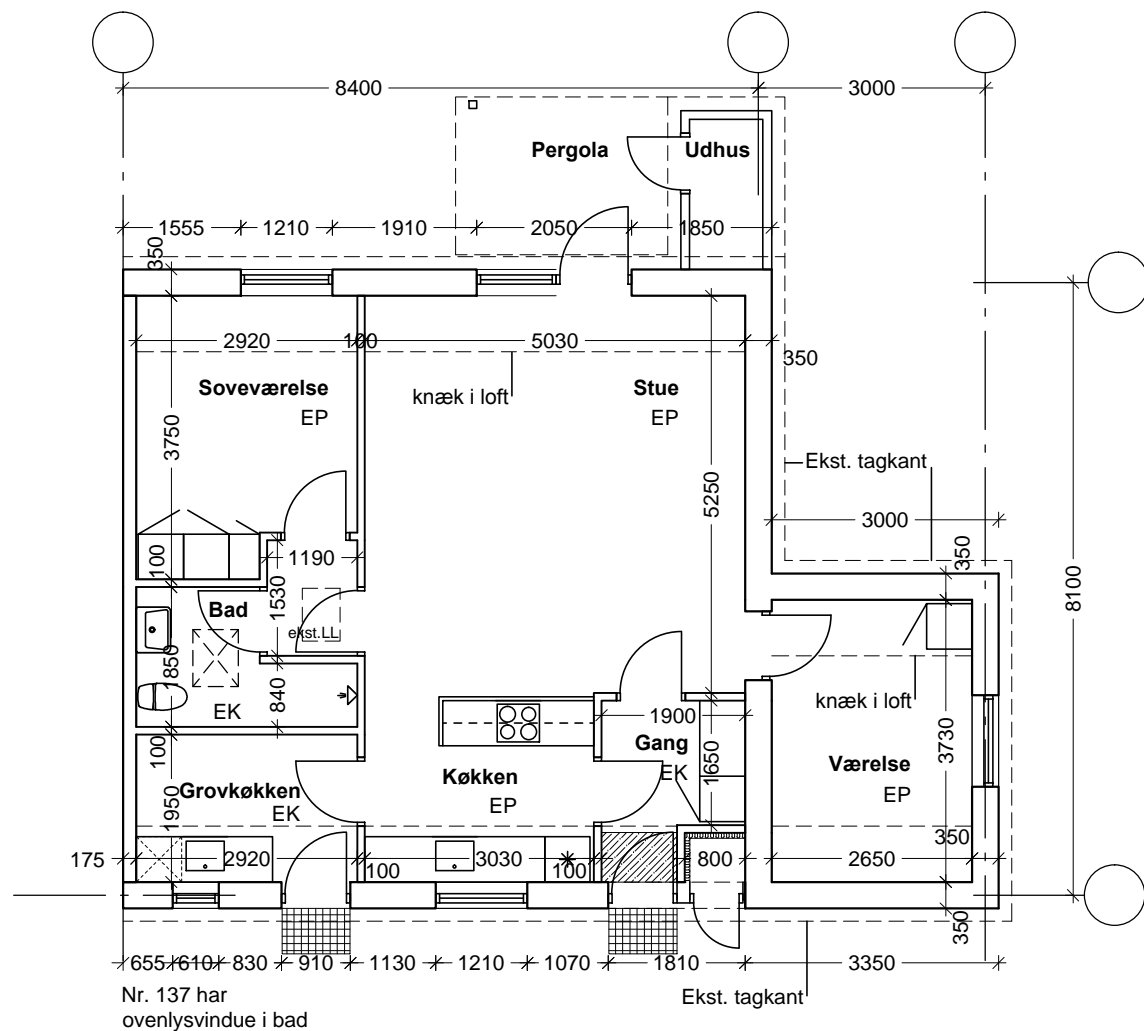 8400
3000
Pergola
Udhus
1555
1210
1910
2050
1850
350
2920
100
5030
350
Soveværelse
EP
knæk i loft
Stue
EP
3750
5250
Ekst. tagkant
3000
350
8100
100
1190
1530
Bad
ekst.LL
1850
EK
840
knæk i loft
1900
Gang
EK
1650
3730
Værelse
EP
100
Grovkøkken
EK
1950
Køkken
EP
350
175
2920
100
3030
100
800
2650
350
655
610
830
910
1130
1210
1070
1810
3350
Nr. 137 har
ovenlysvindue i bad
Ekst. tagkant